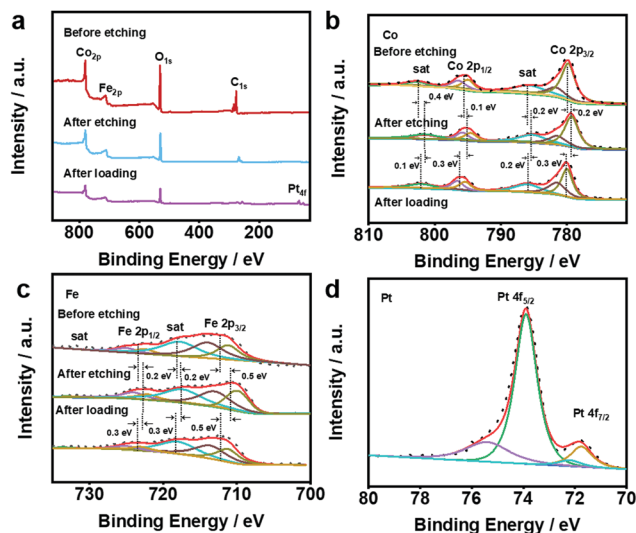 a
Before etching
Co2p
Fe2p
O1s
C1s
After etching
After loading
Pt4f
Intensity / a.u.
800 600 400 200
Binding Energy / eV
b
Co
Before etching
sat Co 2p1/2 sat Co 2p3/2
0.4 eV
0.1 eV
0.2 eV 0.2 eV
After etching
0.1 eV 0.3 eV 0.2 eV 0.3 eV
After loading
Intensity / a.u.
810 800 790 780
Binding Energy / eV
c
Fe
Before etching
sat Fe 2p1/2 sat Fe 2p3/2
After etching
0.2 eV 0.2 eV 0.5 eV
After loading
0.3 eV 0.3 eV 0.5 eV
Intensity / a.u.
730 720 710 700
Binding Energy / eV
d
Pt
Pt 4f5/2
Pt 4f7/2
Intensity / a.u.
80 78 76 74 72 70
Binding Energy / eV